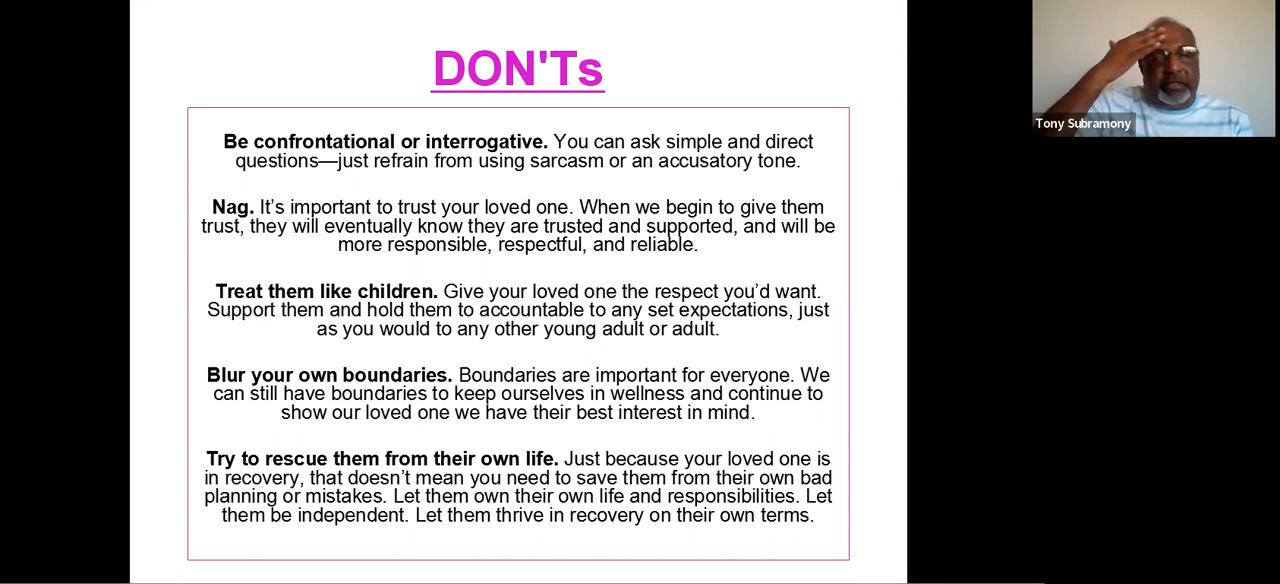 DON'Ts
Be confrontational or interrogative. You can ask simple and direct
questions—just refrain from using sarcasm or an accusatory tone.
Nag. It's important to trust your loved one. When we begin to give them
trust, they will eventually know they are trusted and supported, and will be
more responsible, respectful, and reliable.
Treat them like children. Give your loved one the respect you'd want.
Support them and hold them to accountable to any set expectations, just
as you would to any other young adult or adult.
Blur your own boundaries. Boundaries are important for everyone. We
can still have boundaries to keep ourselves in wellness and continue to
show our loved one we have their best interest in mind.
Try to rescue them from their own life. Just because your loved one is
in recovery, that doesn't mean you need to save them from their own bad
planning or mistakes. Let them own their own life and responsibilities. Let
them be independent. Let them thrive in recovery on their own terms.
Tony Subramony